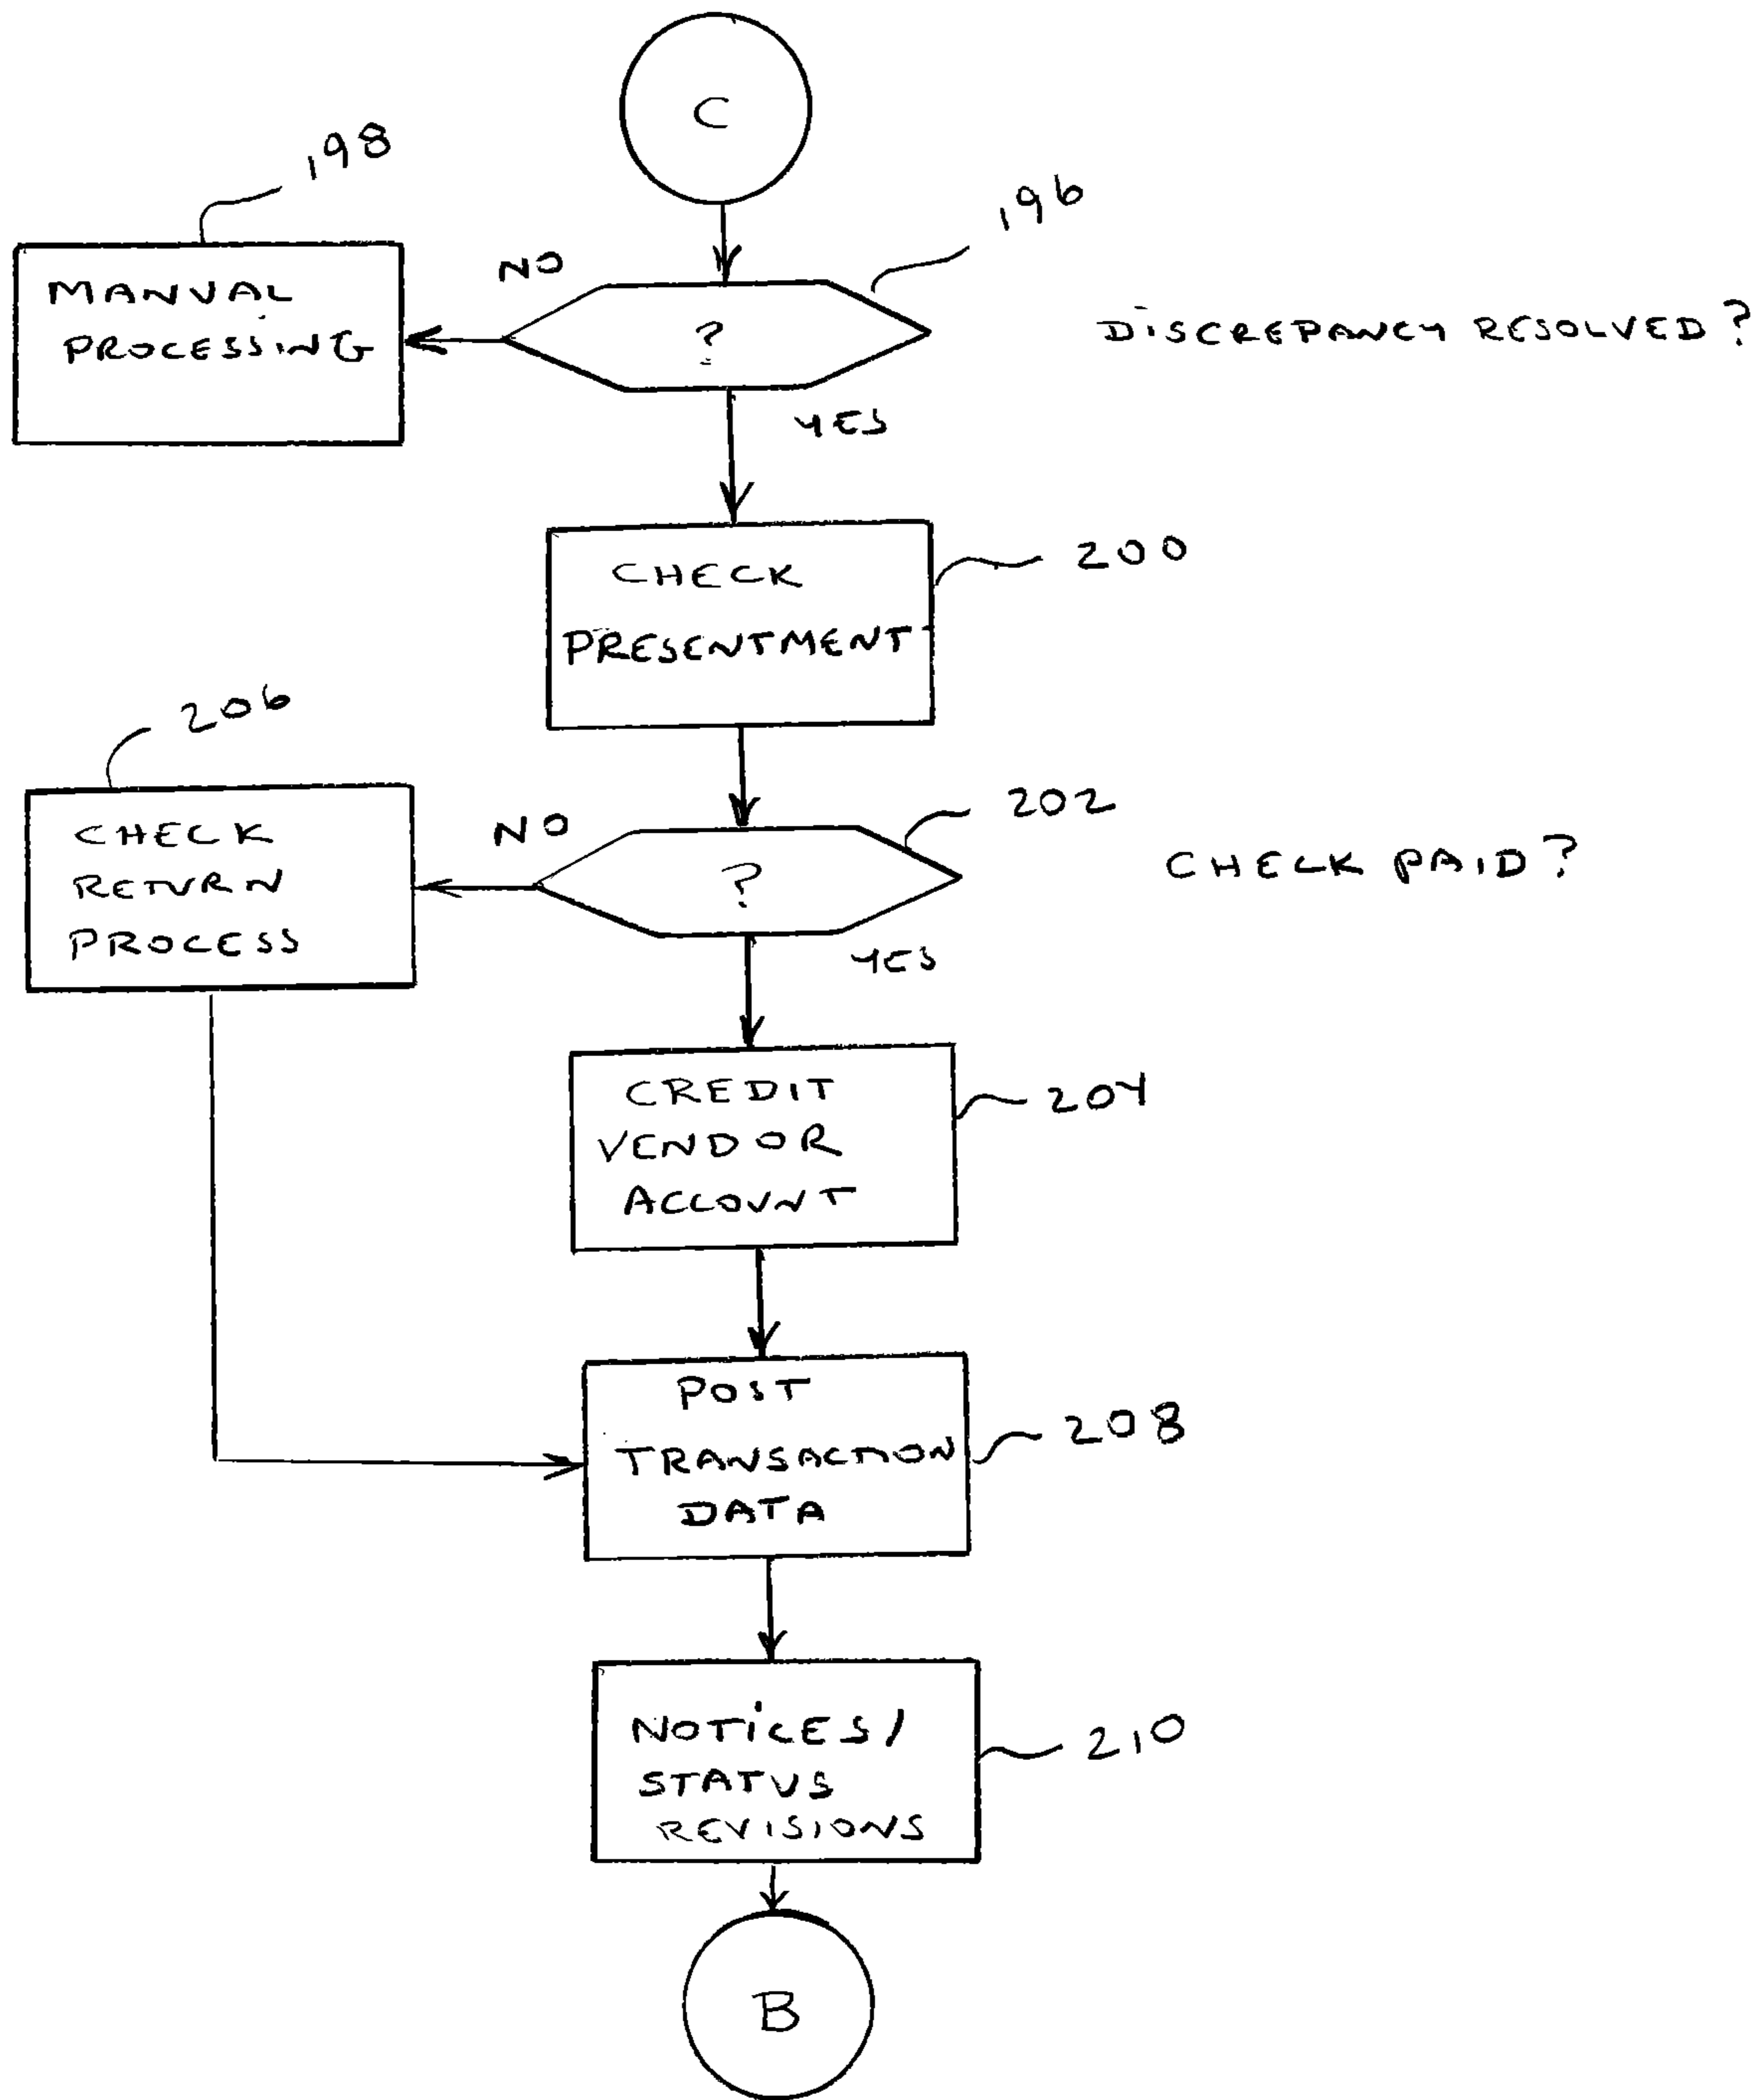 C
198
196
NO
MANUAL
PROCESSING
?
DISCREPANCY RESOLVED?
YES
200
CHECK
PRESENTMENT
206
202
NO
CHECK
RETURN
PROCESS
?
CHECK PAID?
YES
204
CREDIT
VENDOR
ACCOUNT
208
POST
TRANSACTION
DATA
210
NOTICES/
STATUS
REVISIONS
B